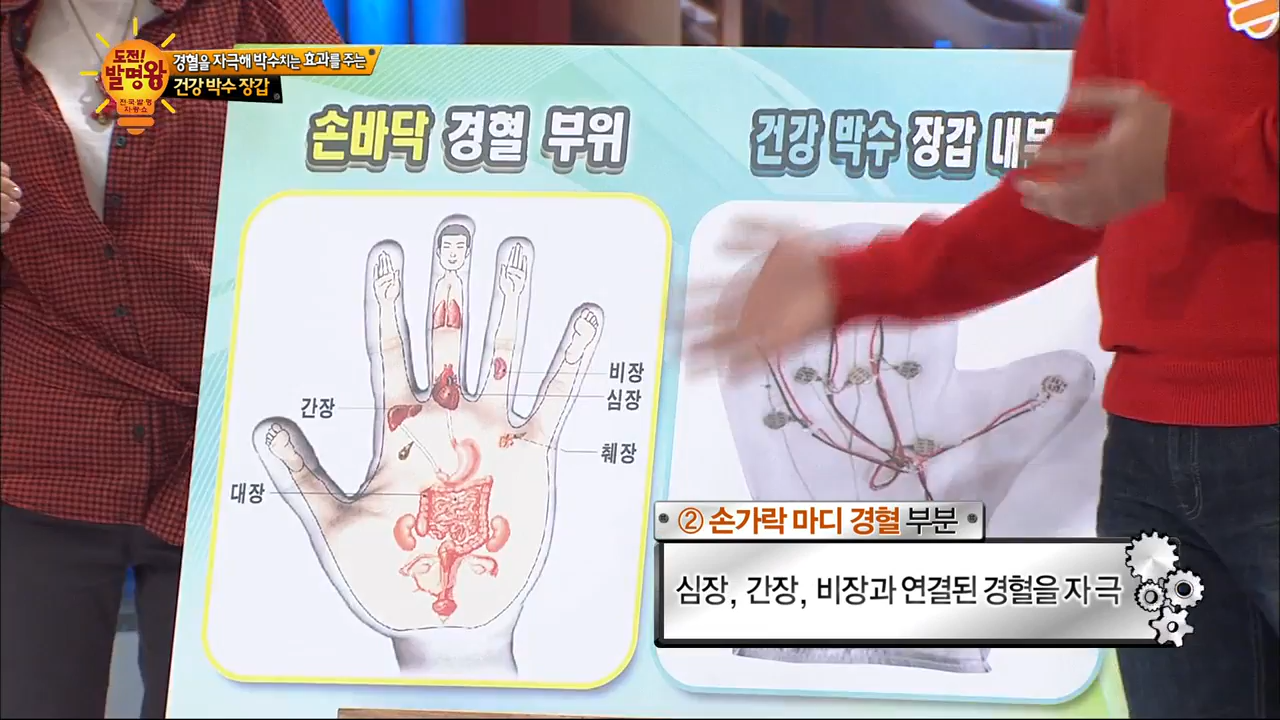 도전!
발명왕
전국 발명
자랑쇼
경혈을 자극해 박수치는 효과를 주는
건강 박수 장갑
손바닥 경혈 부위
건강 박수 장갑 내부
비장
심장
간장
췌장
대장
② 손가락 마디 경혈 부분
심장, 간장, 비장과 연결된 경혈을 자극